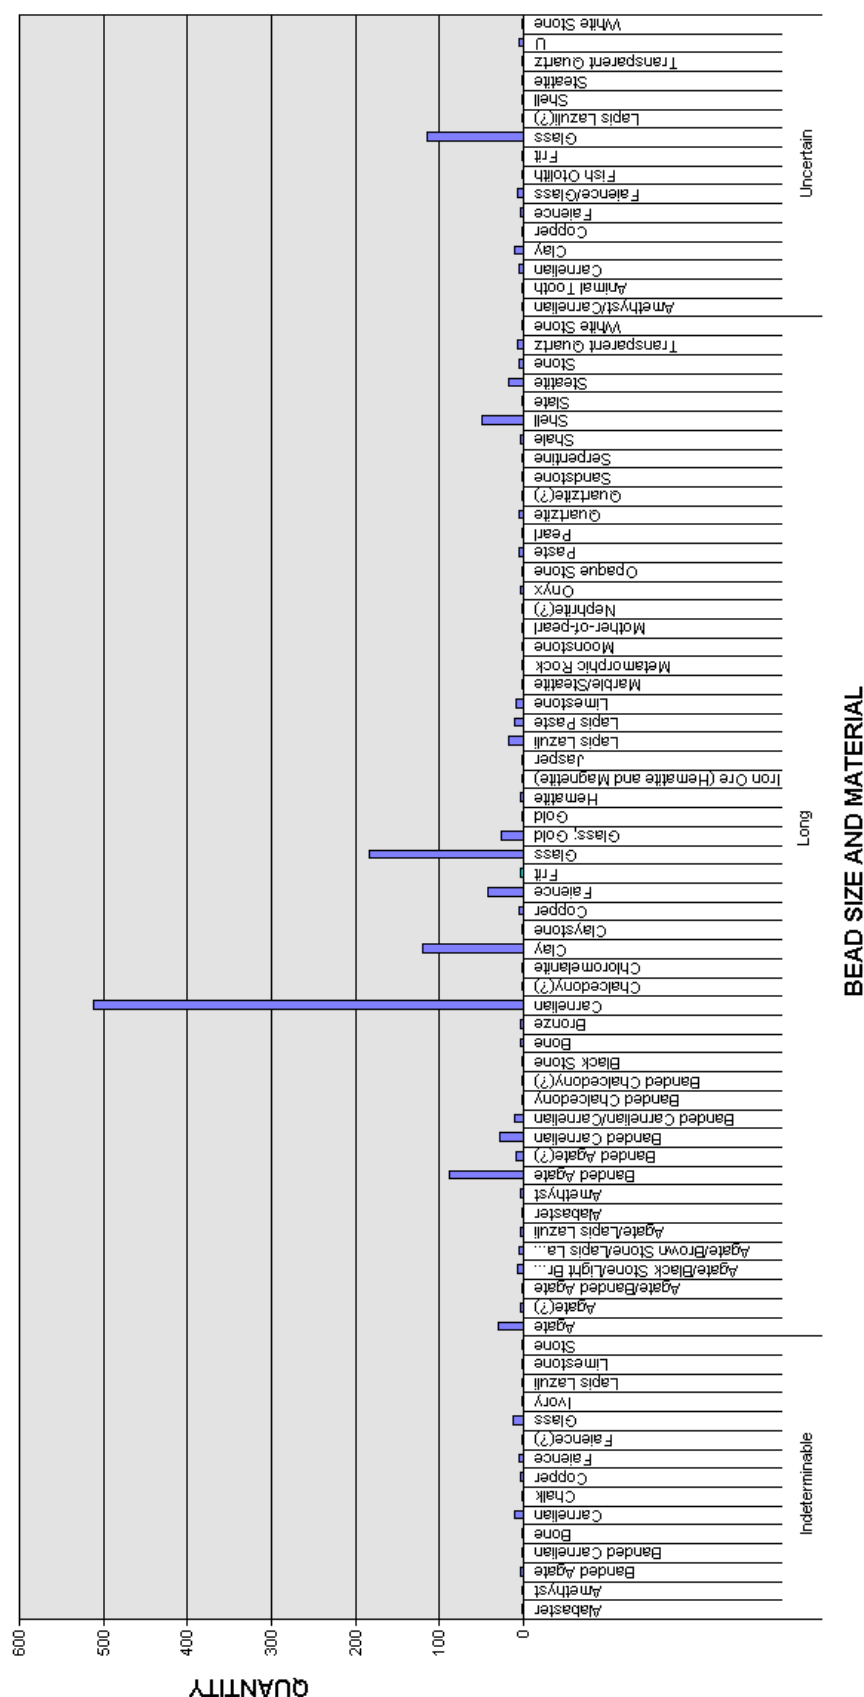 QUANTITY
600
500
400
300
200
100
0
Alabaster
Amethyst
Banded Agate
Banded Carnelian
Bone
Carnelian
Chalk
Copper
Faience
Faience(?)
Glass
Ivory
Lapis Lazuli
Limestone
Stone
Agate
Agate(?)
Agate/Banded Agate
Agate/Black Stone/Light Br...
Agate/Brown Stone/Lapis La...
Agate/Lapis Lazuli
Alabaster
Amethyst
Banded Agate
Banded Agate(?)
Banded Carnelian
Banded Carnelian/Carnelian
Banded Chalcedony
Banded Chalcedony(?)
Black Stone
Bone
Bronze
Carnelian
Chalcedony(?)
Chloromelanite
Clay
Claystone
Copper
Faience
Frit
Glass
Glass; Gold
Gold
Hematite
Iron Ore (Hematite and Magnetite)
Jasper
Lapis Lazuli
Lapis Paste
Limestone
Marble/Steatite
Metamorphic Rock
Moonstone
Mother-of-pearl
Nephrite(?)
Onyx
Opaque Stone
Paste
Pearl
Quartzite
Quartzite(?)
Sandstone
Serpentine
Shale
Shell
Slate
Steatite
Stone
Transparent Quartz
White Stone
Amethyst/Carnelian
Animal Tooth
Carnelian
Clay
Copper
Faience
Faience/Glass
Fish Otolith
Frit
Glass
Lapis Lazuli(?)
Shell
Steatite
Transparent Quartz
U
White Stone
Indeterminable
Long
Uncertain
BEAD SIZE AND MATERIAL